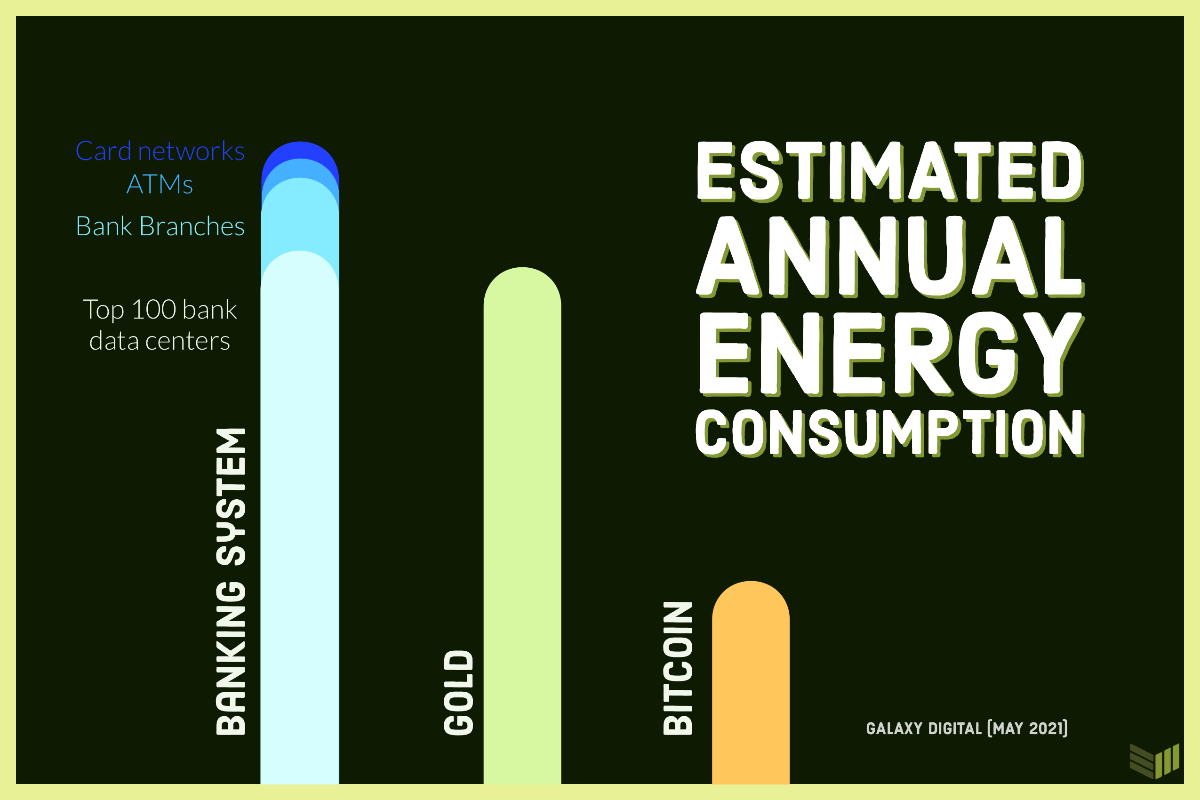 Card networks
ATMs
Bank Branches
Top 100 bank
data centers
BANKING SYSTEM
GOLD
BITCOIN
ESTIMATED
ANNUAL
ENERGY
CONSUMPTION
GALAXY DIGITAL [MAY 2021]